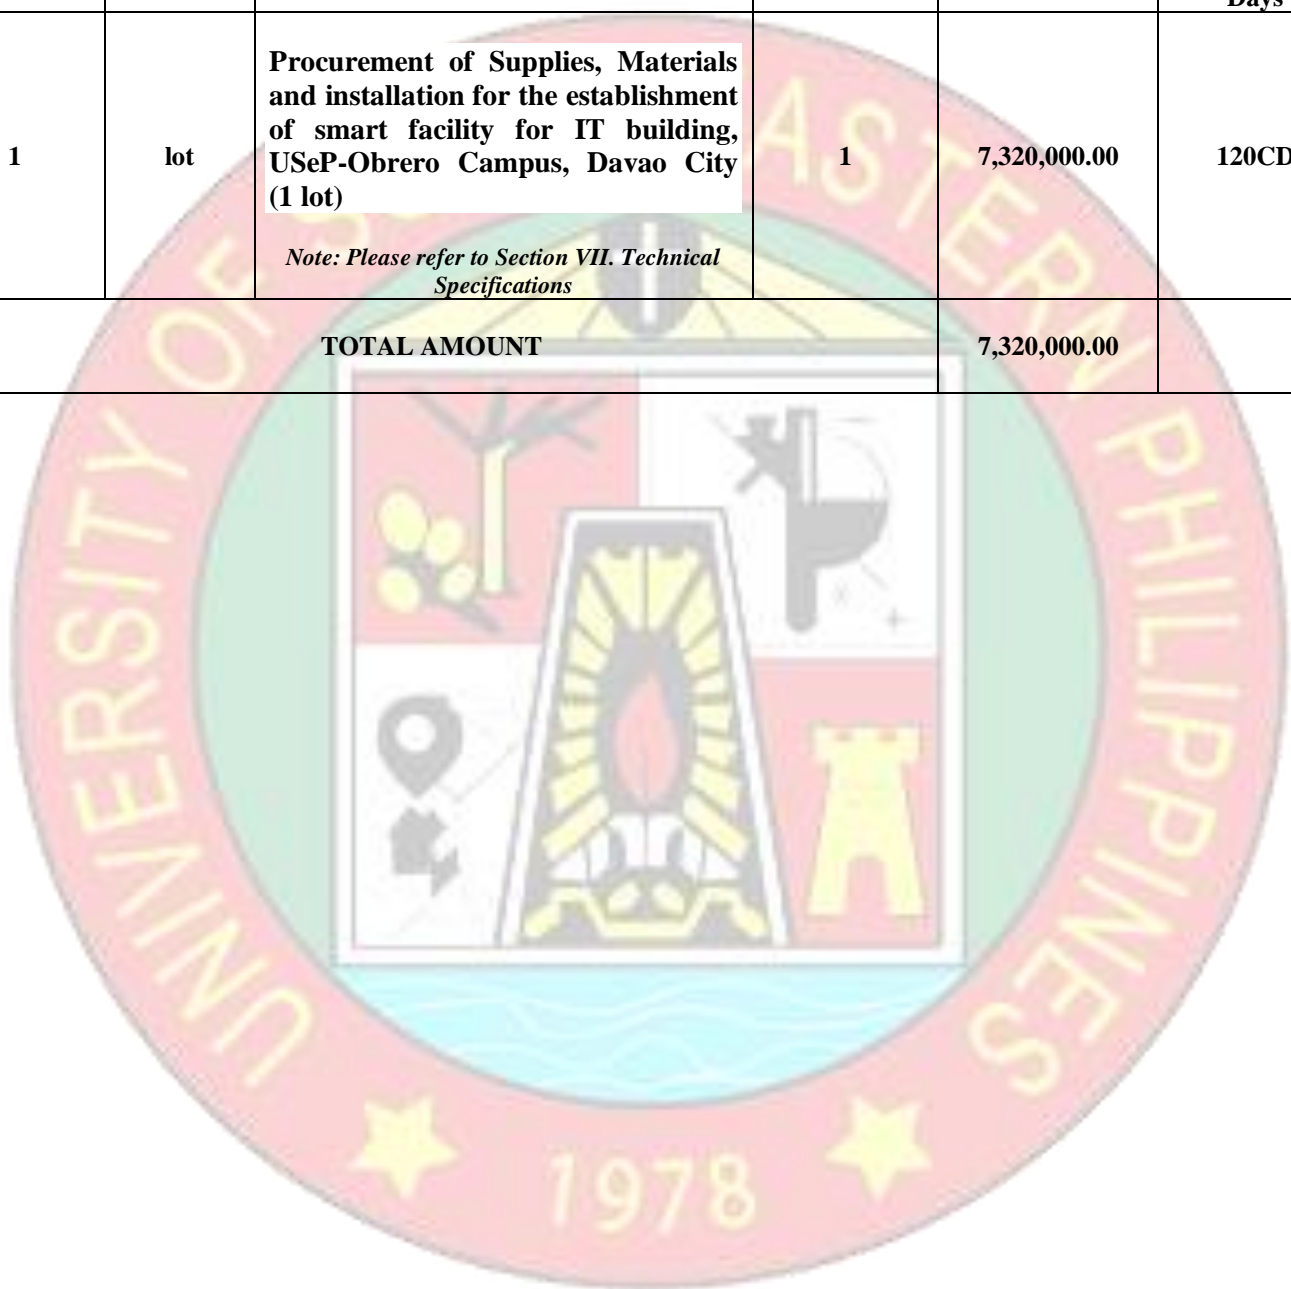 Days
Procurement of Supplies, Materials
and installation for the establishment
of smart facility for IT building,
USeP-Obrero Campus, Davao City
(1 lot)
1
lot
1
7,320,000.00
120CD
Note: Please refer to Section VII. Technical
Specifications
TOTAL AMOUNT
7,320,000.00
UNIVERSITY OF SOUTHEASTERN PHILIPPINES
1978